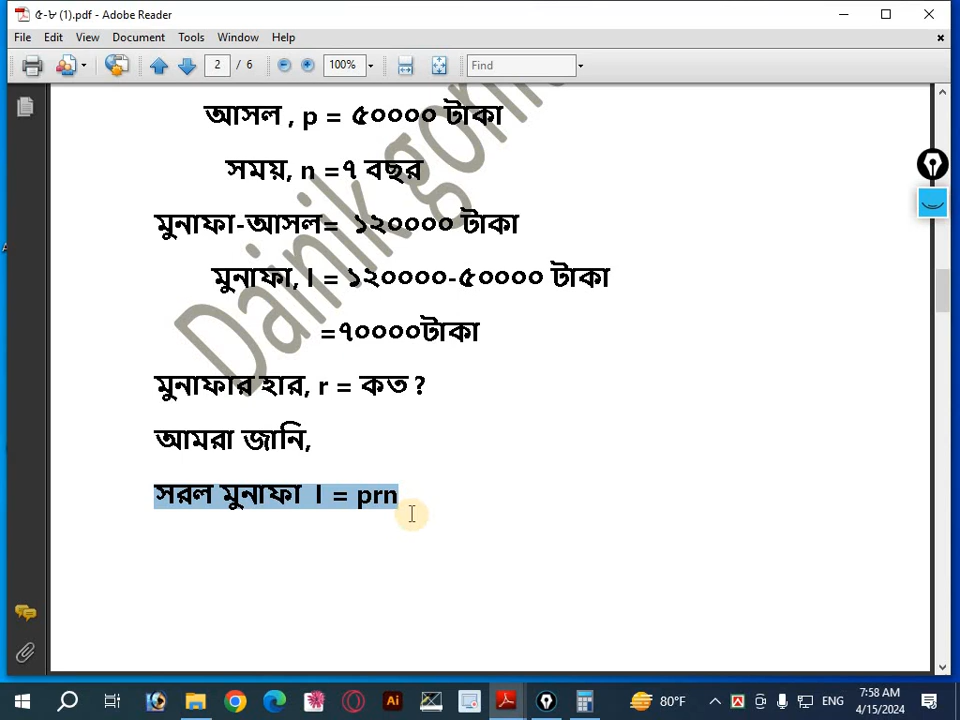 ৫-৮ (1).pdf - Adobe Reader
File Edit View Document Tools Window Help
2 / 6 100% Find
আসল , p = ৫০০০০ টাকা
সময়, n =৭ বছর
মুনাফা-আসল= ১২০০০০ টাকা
মুনাফা, I = ১২০০০০-৫০০০০ টাকা
=৭০০০০টাকা
মুনাফার হার, r = কত ?
আমরা জানি,
সরল মুনাফা I = prn
Dainik gonit
80°F ENG 7:58 AM
4/15/2024